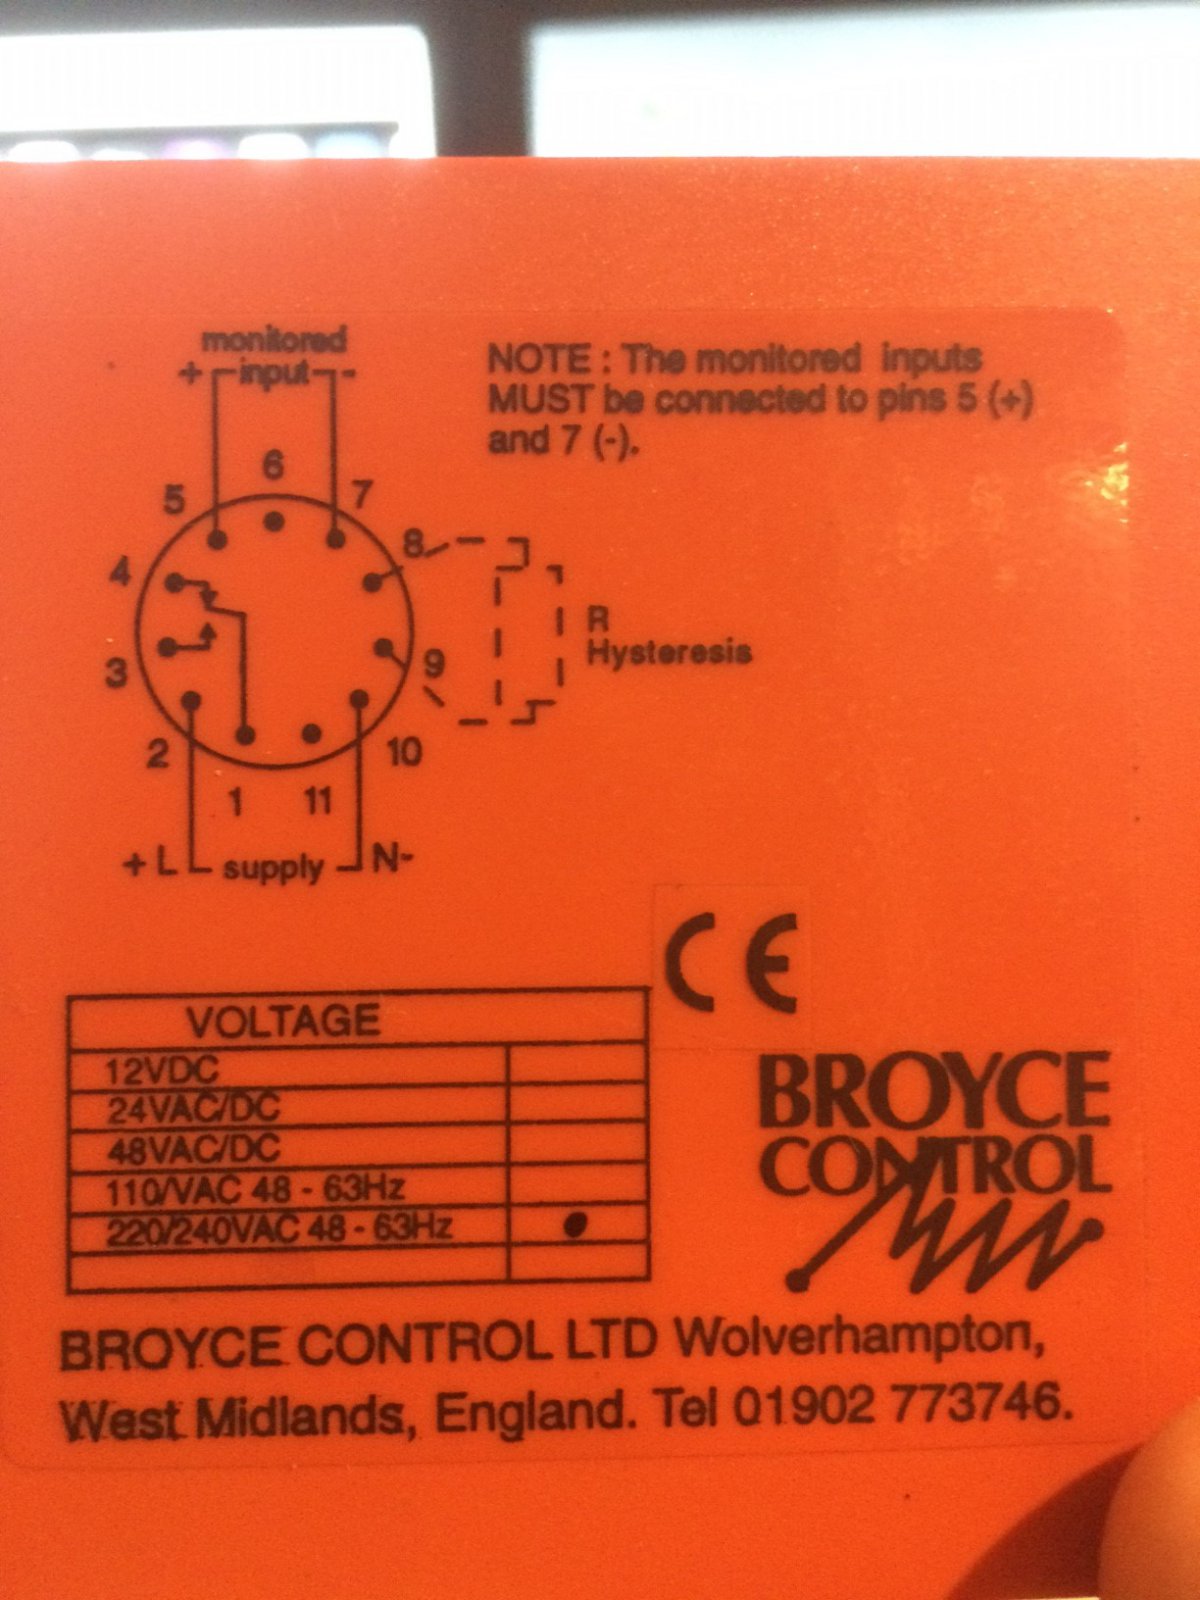 monitored
+ input -
NOTE : The monitored inputs
MUST be connected to pins 5 (+)
and 7 (-).
6
5
7
8
4
R
Hysteresis
3
9
2
10
1
11
+ L supply N-
CE
VOLTAGE
12VDC
24VAC/DC
48VAC/DC
110/VAC 48 - 63Hz
220/240VAC 48 - 63Hz
BROYCE
CONTROL
BROYCE CONTROL LTD Wolverhampton,
West Midlands, England. Tel 01902 773746.